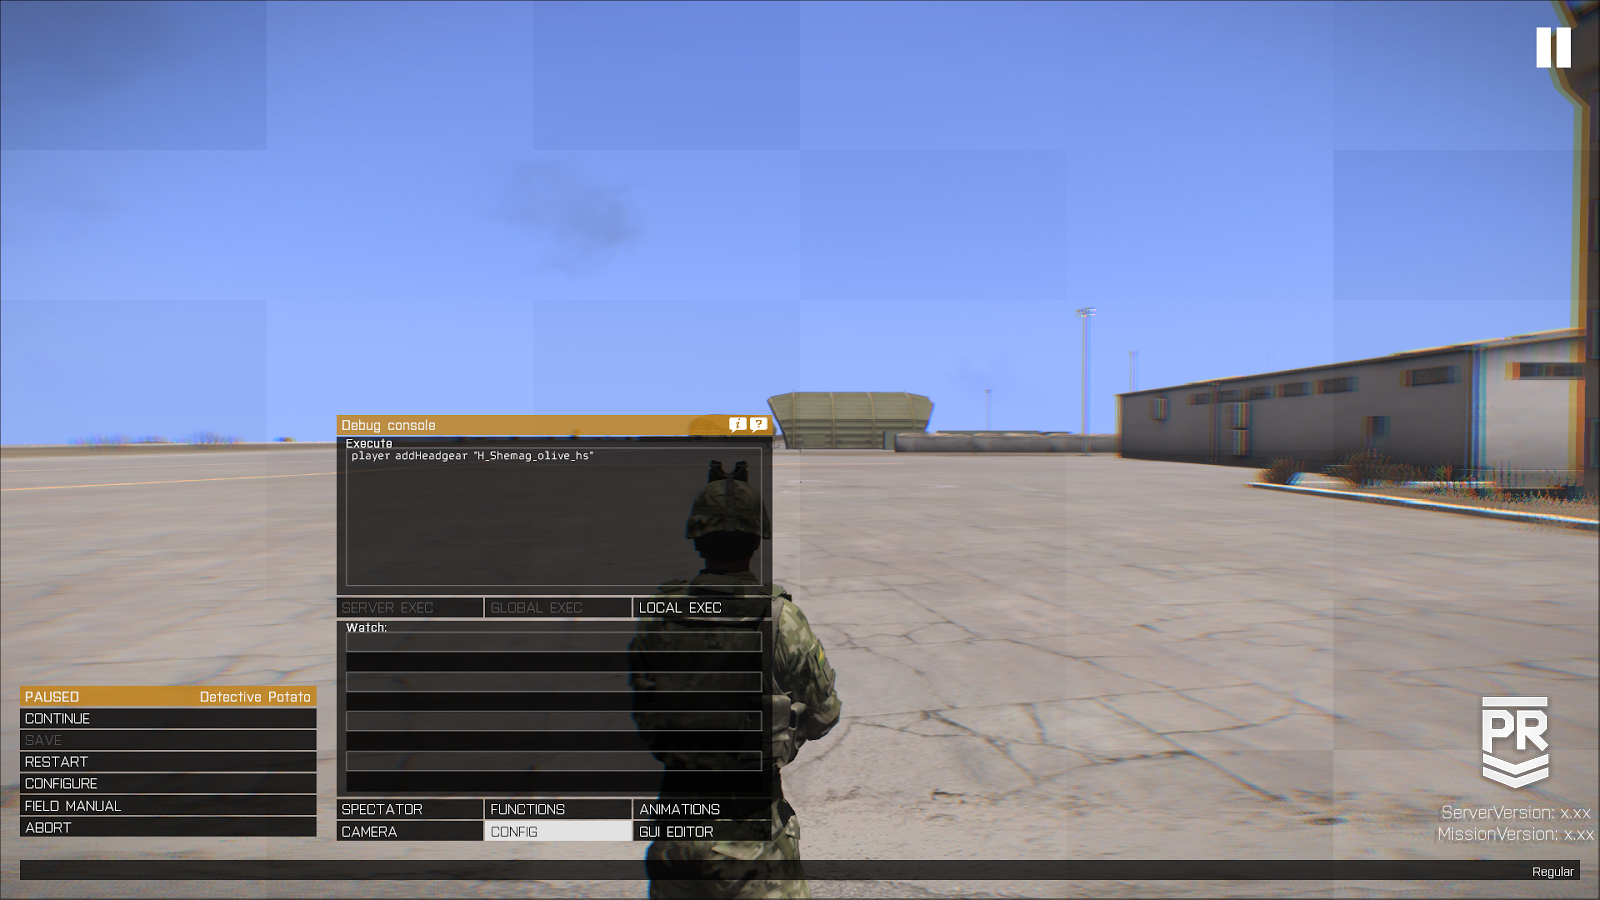 Debug console
Execute
player addHeadgear "H_Shemag_olive_hs"
SERVER EXEC GLOBAL EXEC LOCAL EXEC
Watch:
PAUSED Detective Potato
CONTINUE
SAVE
RESTART
CONFIGURE
FIELD MANUAL
ABORT
SPECTATOR FUNCTIONS ANIMATIONS
CAMERA CONFIG GUI EDITOR
PR
ServerVersion: x.xx
MissionVersion: x.xx
Regular